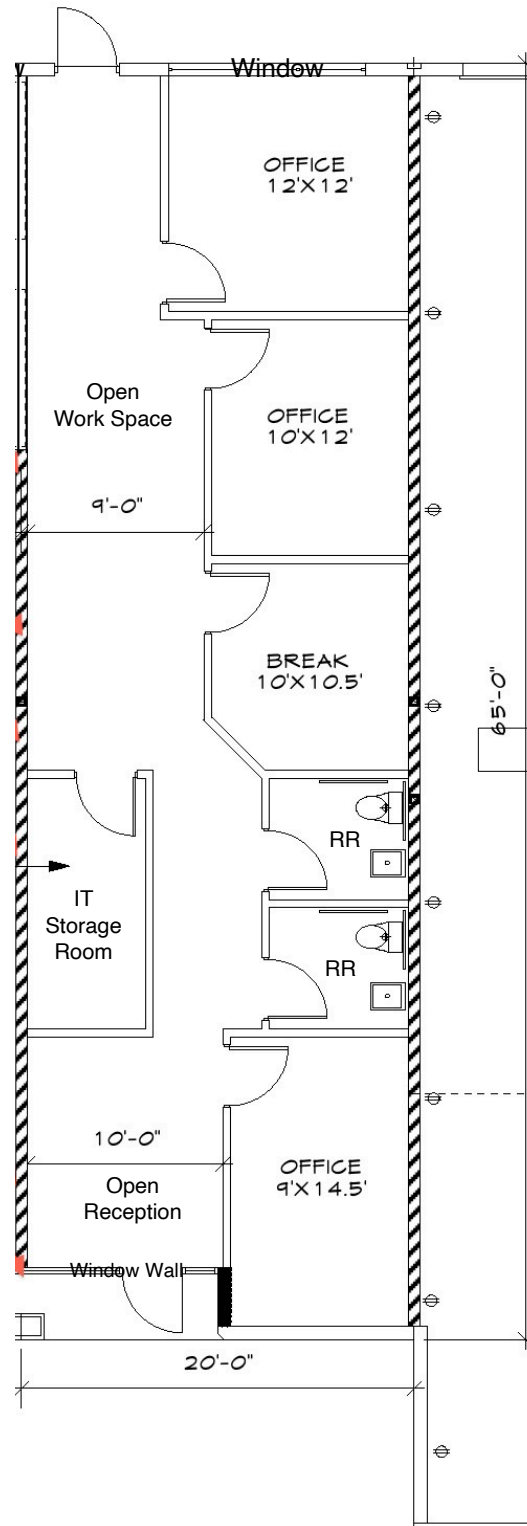 Window
OFFICE
12'X12'
Open
Work Space
OFFICE
10'X12'
9'-0"
BREAK
10'X10.5'
65'-0"
RR
IT
Storage
Room
RR
10'-0"
Open
Reception
OFFICE
9'X14.5'
Window Wall
20'-0"